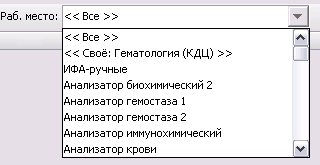 Раб. место: << Все >>
<< Все >>
<< Своё: Гематология (КДЦ) >>
ИФА-ручные
Анализатор биохимический 2
Анализатор гемостаза 1
Анализатор гемостаза 2
Анализатор иммунохимический
Анализатор крови